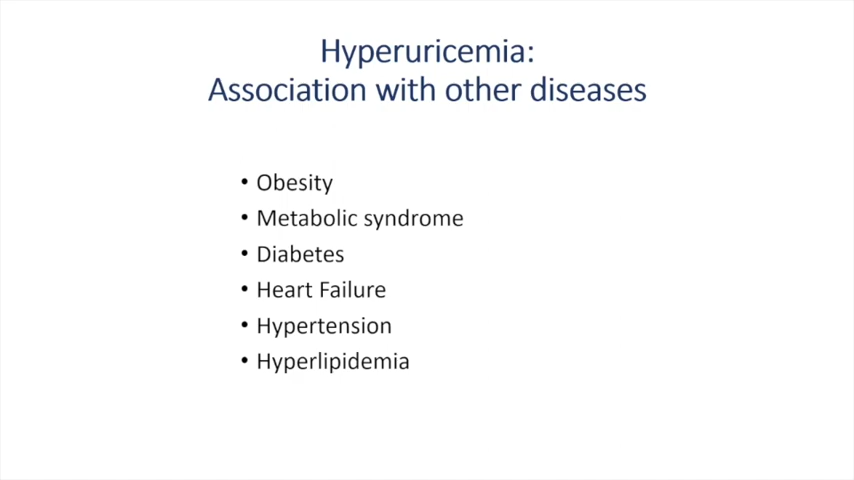 Hyperuricemia:
Association with other diseases
• Obesity
• Metabolic syndrome
• Diabetes
• Heart Failure
• Hypertension
• Hyperlipidemia